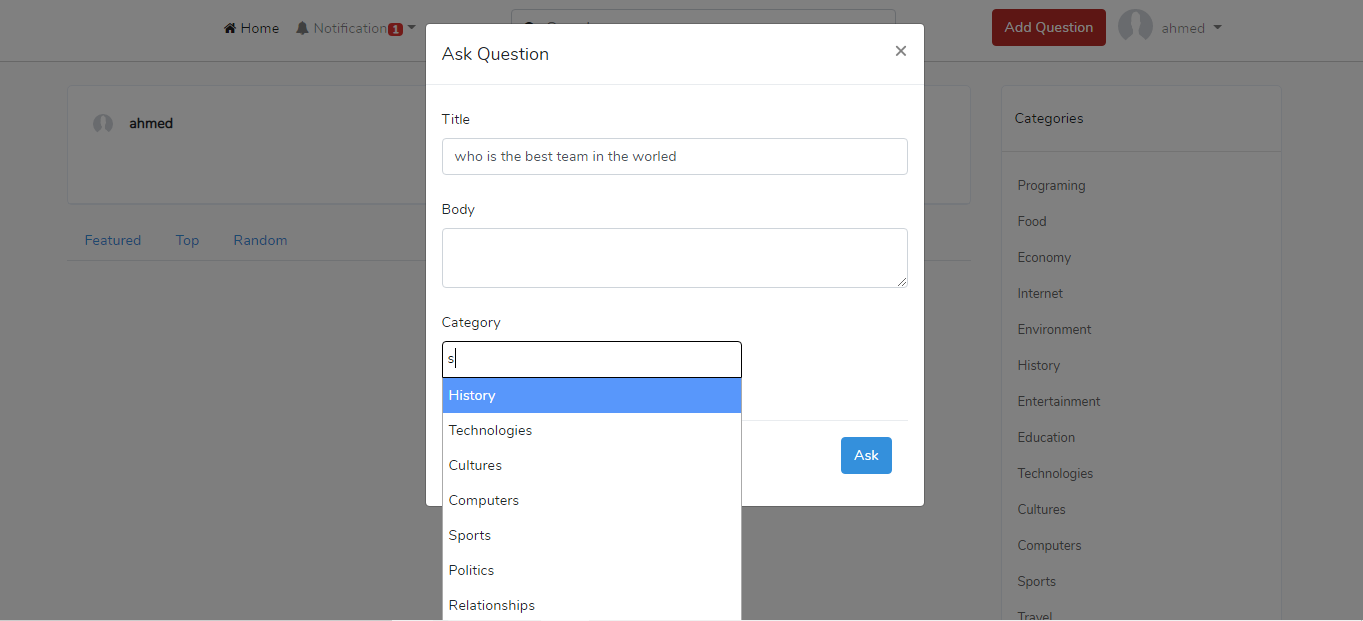 Home Notification 1
Add Question ahmed
Ask Question ×
ahmed
Featured Top Random
Title
who is the best team in the worled
Body
Category
s
History
Technologies
Cultures
Computers
Sports
Politics
Relationships
Ask
Categories
Programing
Food
Economy
Internet
Environment
History
Entertainment
Education
Technologies
Cultures
Computers
Sports
Travel